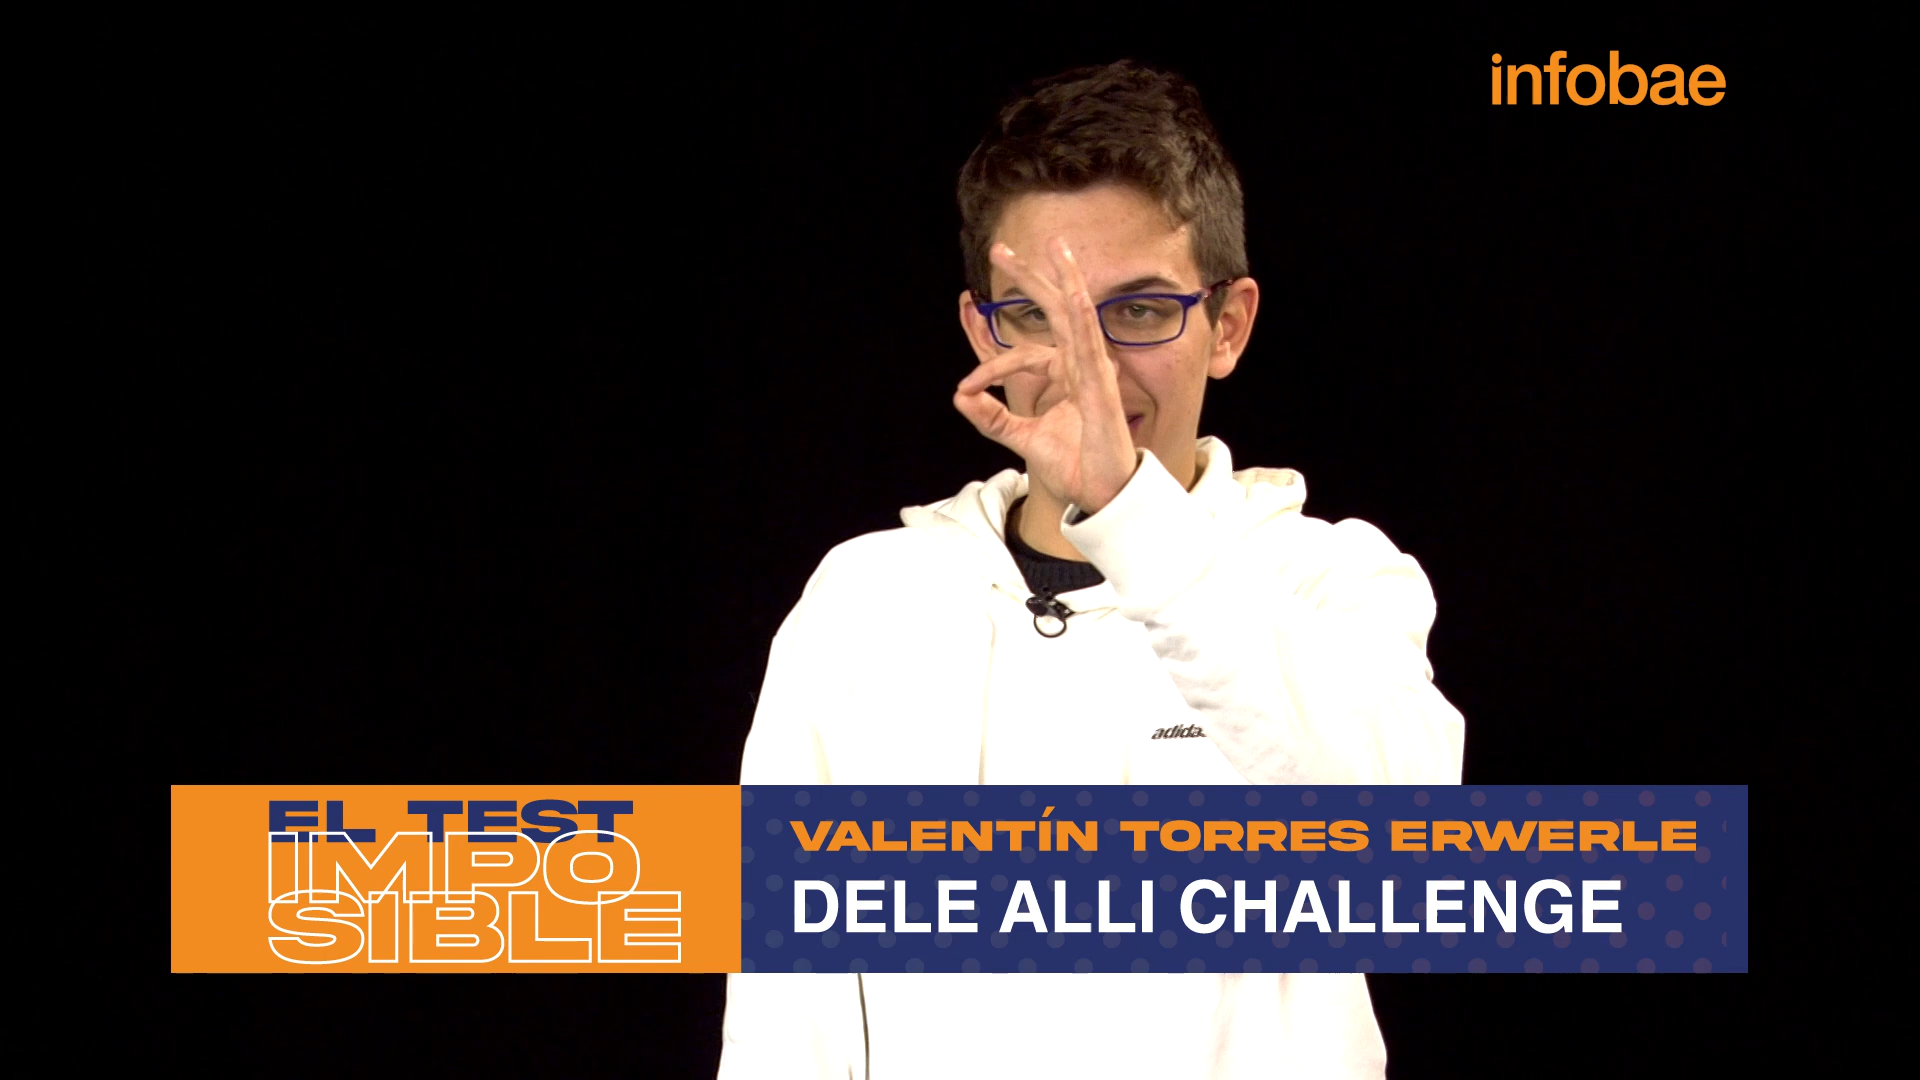 infobae
adidas
EL TEST
IMPO
SIBLE
VALENTÍN TORRES ERWERLE
DELE ALLI CHALLENGE